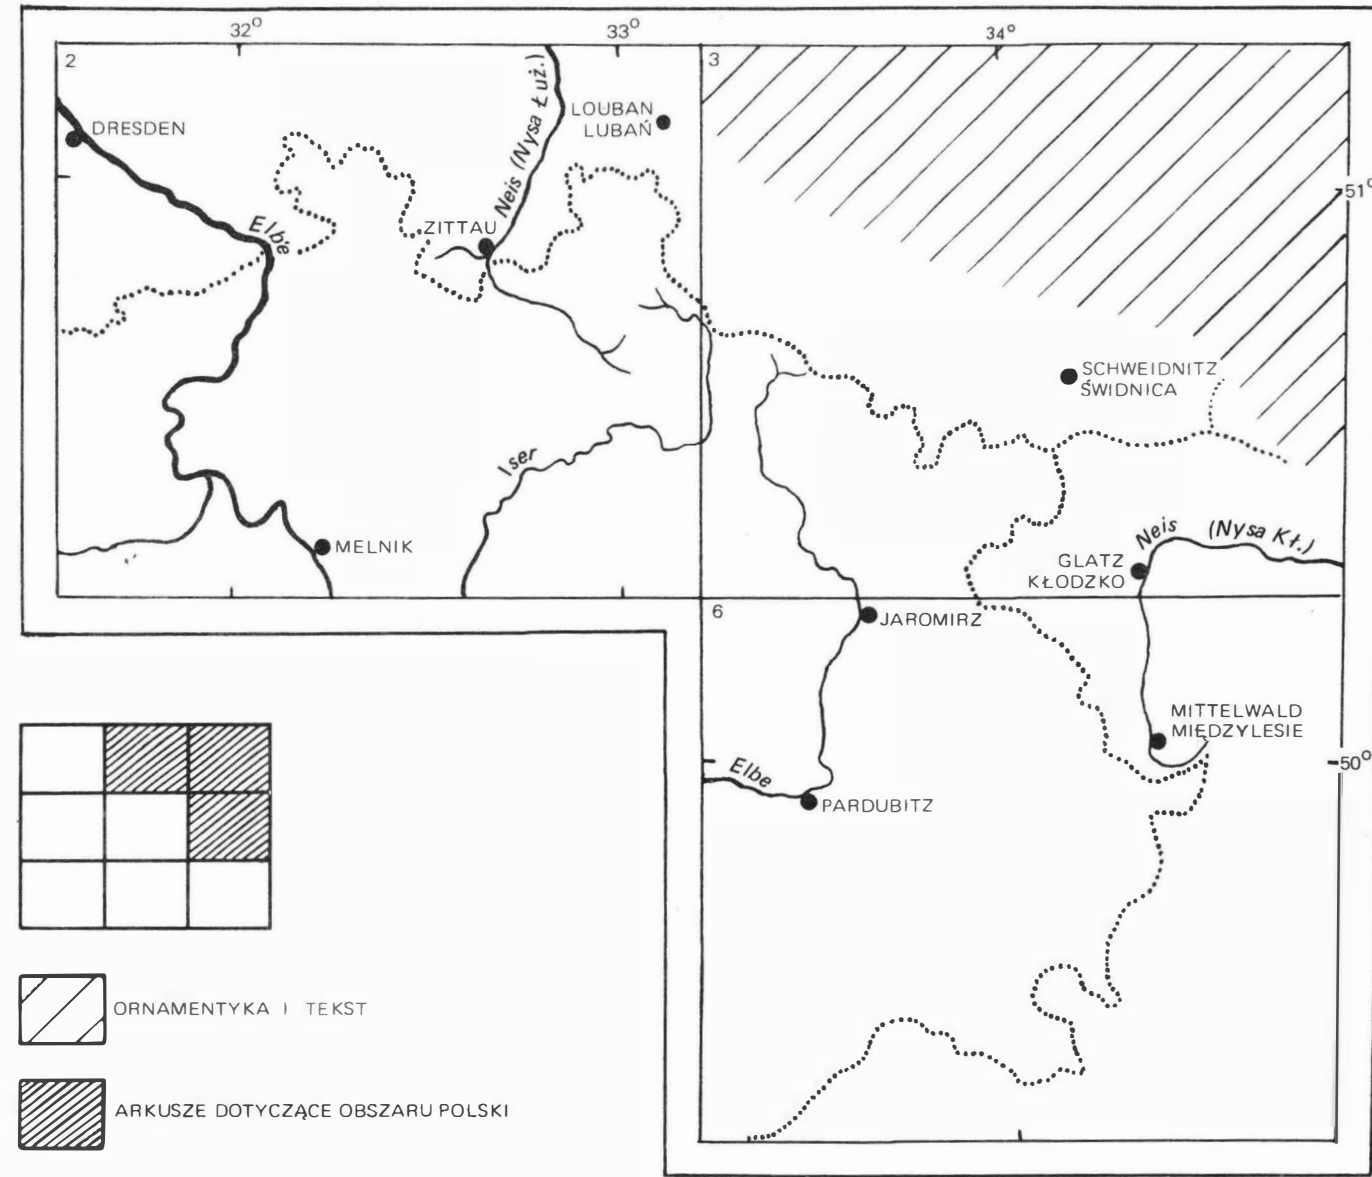 32° 33° 34°
2
3
DRESDEN
LOUBAN
LUBAŃ
Neis (Nysa Łuż.)
51°
Elbe
ZITTAU
SCHWEIDNITZ
ŚWIDNICA
Iser
MELNIK
Neis (Nysa Kł.)
GLATZ
KŁODZKO
6
JAROMIRZ
MITTELWALD
MIĘDZYLESIE
50°
Elbe
PARDUBITZ
ORNAMENTYKA I TEKST
ARKUSZE DOTYCZĄCE OBSZARU POLSKI